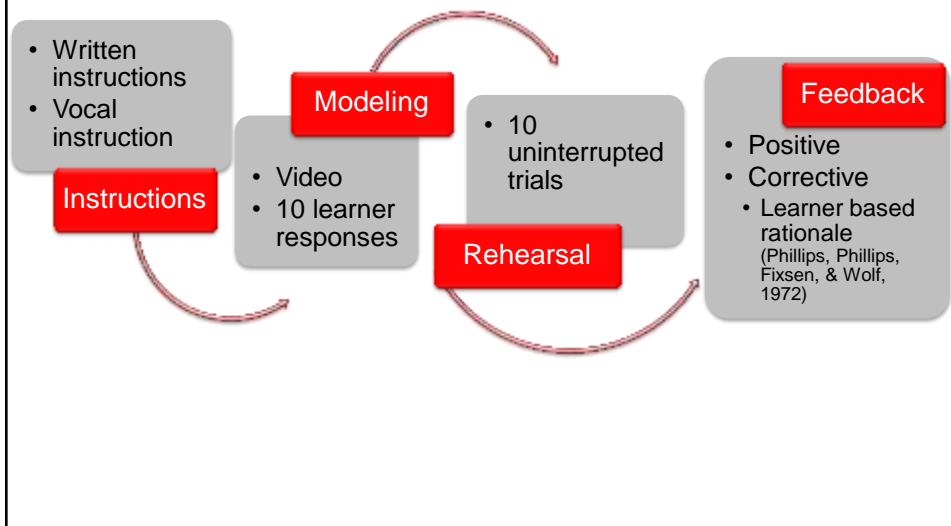 • Written
instructions
• Vocal
instruction
Instructions
Modeling
• Video
• 10 learner
responses
• 10
uninterrupted
trials
Rehearsal
Feedback
• Positive
• Corrective
• Learner based
rationale
(Phillips, Phillips,
Fixsen, & Wolf,
1972)